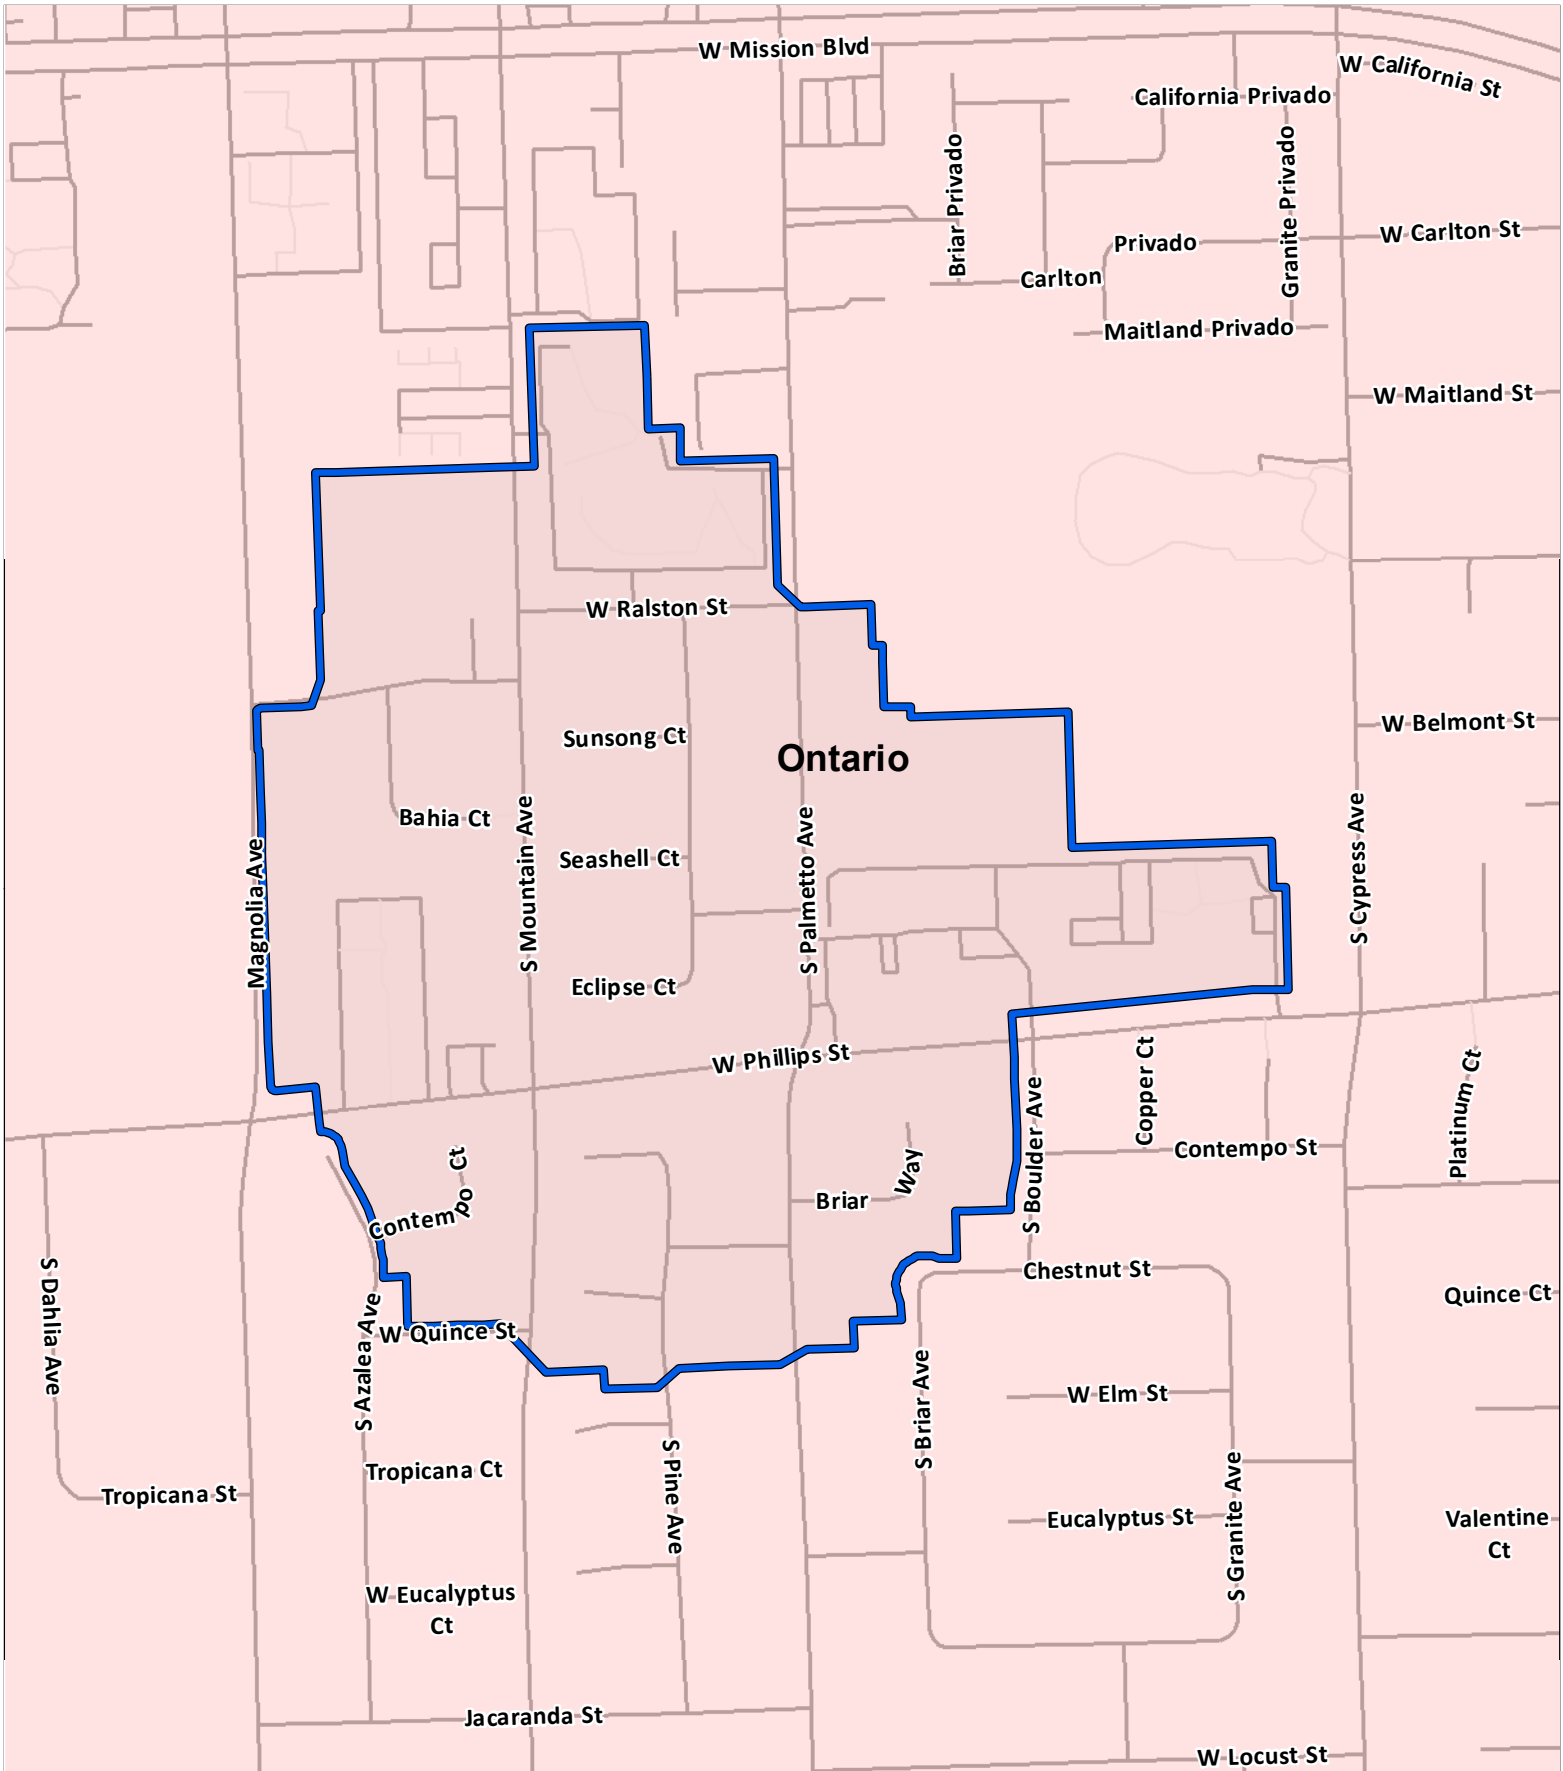 W Mission Blvd
W California St
California Privado
Briar Privado
Granite Privado
W Carlton St
Privado
Carlton
Maitland Privado
W Maitland St
W Ralston St
W Belmont St
Sunsong Ct
Ontario
Bahia Ct
S Mountain Ave
Seashell Ct
S Palmetto Ave
S Cypress Ave
Magnolia Ave
Eclipse Ct
W Phillips St
Copper Ct
Platinum Ct
S Boulder Ave
Contempo St
Contempo Ct
Briar Way
S Dahlia Ave
Chestnut St
Quince Ct
S Azalea Ave
W Quince St
S Briar Ave
W Elm St
S Pine Ave
Tropicana Ct
Tropicana St
S Granite Ave
Eucalyptus St
Valentine
Ct
W Eucalyptus
Ct
Jacaranda St
W Locust St